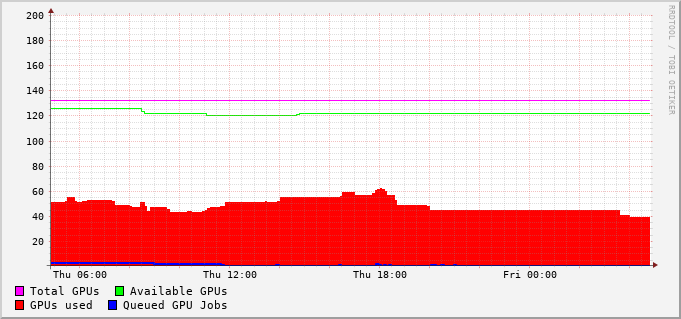 200
180
160
140
120
100
80
60
40
20
Thu 06:00 Thu 12:00 Thu 18:00 Fri 00:00
Total GPUs Available GPUs
GPUs used Queued GPU Jobs
RRDTOOL / TOBI OETIKER